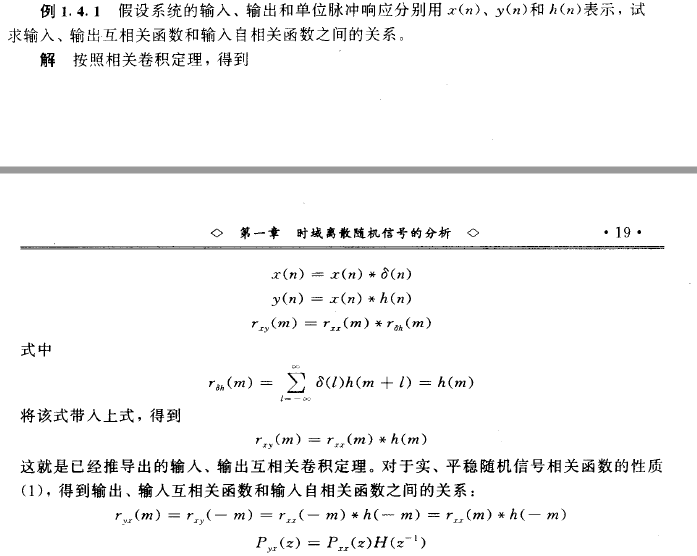 例 1.4.1 假设系统的输入、输出和单位脉冲响应分别用 x(n)、y(n)和 h(n)表示，试
求输入、输出互相关函数和输入自相关函数之间的关系。
解 按照相关卷积定理，得到
◇ 第一章 时域离散随机信号的分析 ◇ ·19·
x(n) = x(n) * δ(n)
y(n) = x(n) * h(n)
r_{xy}(m) = r_{xx}(m) * r_{δh}(m)
式中
r_{δh}(m) = ∑_{l=-∞}^{∞} δ(l)h(m + l) = h(m)
将该式带入上式，得到
r_{xy}(m) = r_{xx}(m) * h(m)
这就是已经推导出的输入、输出互相关卷积定理。对于实、平稳随机信号相关函数的性质
(1)，得到输出、输入互相关函数和输入自相关函数之间的关系：
r_{yx}(m) = r_{xy}(- m) = r_{xx}(- m) * h(- m) = r_{xx}(m) * h(- m)
P_{yx}(z) = P_{xx}(z)H(z^{-1})